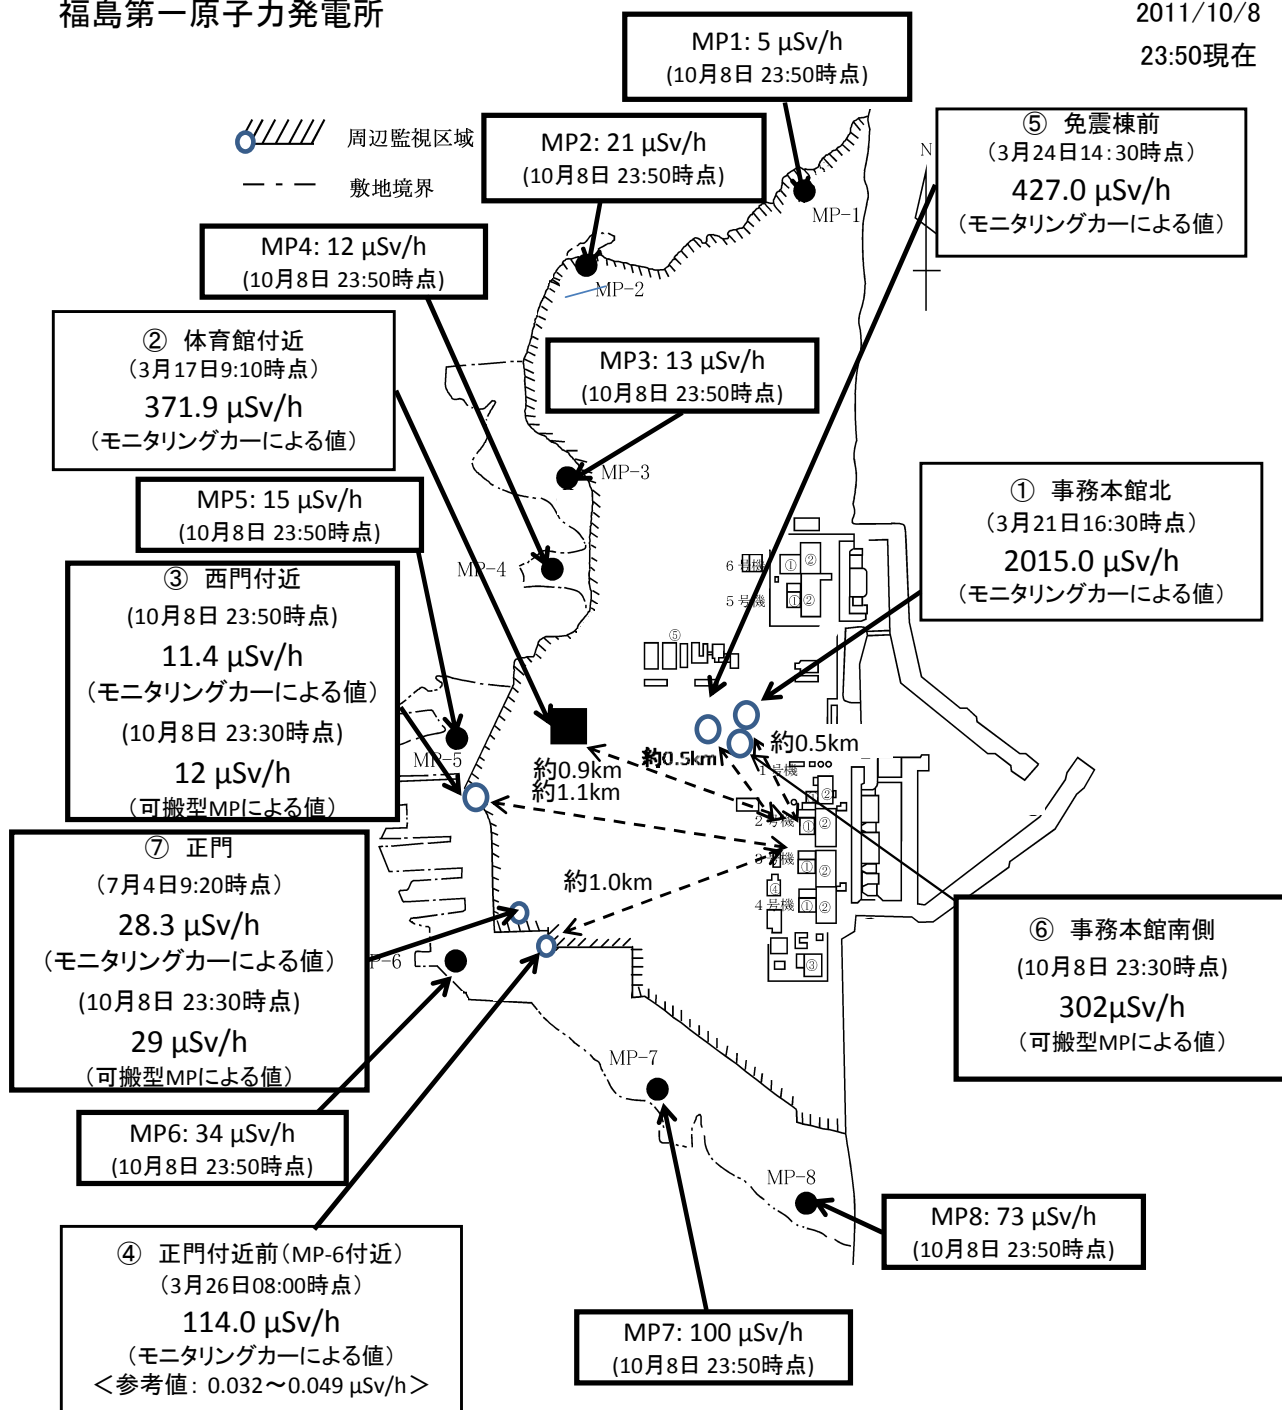 福島第一原子力発電所
2011/10/8
23:50現在
周辺監視区域
敷地境界
MP1: 5 μSv/h
(10月8日 23:50時点)
MP2: 21 μSv/h
(10月8日 23:50時点)
MP4: 12 μSv/h
(10月8日 23:50時点)
⑤ 免震棟前
(3月24日14:30時点)
427.0 μSv/h
(モニタリングカーによる値)
N
MP-1
MP-2
② 体育館付近
(3月17日9:10時点)
371.9 μSv/h
(モニタリングカーによる値)
MP3: 13 μSv/h
(10月8日 23:50時点)
MP-3
MP5: 15 μSv/h
(10月8日 23:50時点)
① 事務本館北
(3月21日16:30時点)
2015.0 μSv/h
(モニタリングカーによる値)
MP-4
③ 西門付近
(10月8日 23:50時点)
11.4 μSv/h
(モニタリングカーによる値)
(10月8日 23:30時点)
12 μSv/h
(可搬型MPによる値)
6号機
① ②
5号機
① ②
⑤
MP-5
約0.9km
約1.1km
約0.5km
約0.5km
1号機
②
2号機
① ②
3号機
① ②
④
4号機
① ②
③
約1.0km
⑦ 正門
(7月4日9:20時点)
28.3 μSv/h
(モニタリングカーによる値)
(10月8日 23:30時点)
29 μSv/h
(可搬型MPによる値)
P-6
⑥ 事務本館南側
(10月8日 23:30時点)
302μSv/h
(可搬型MPによる値)
MP-7
MP6: 34 μSv/h
(10月8日 23:50時点)
MP-8
MP8: 73 μSv/h
(10月8日 23:50時点)
④ 正門付近前(MP-6付近)
(3月26日08:00時点)
114.0 μSv/h
(モニタリングカーによる値)
＜参考値: 0.032～0.049 μSv/h＞
MP7: 100 μSv/h
(10月8日 23:50時点)